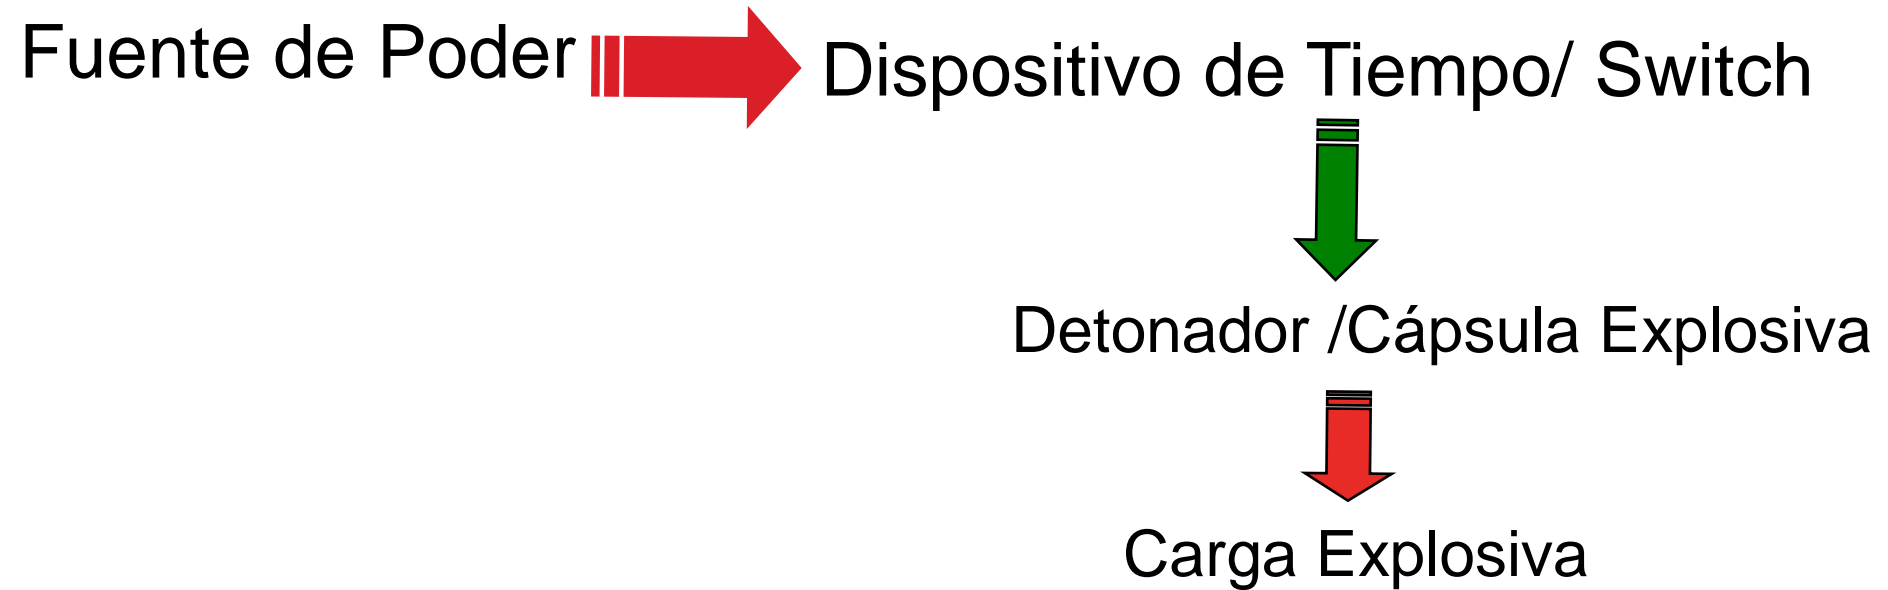 Fuente de Poder
Dispositivo de Tiempo/ Switch
Detonador /Cápsula Explosiva
Carga Explosiva